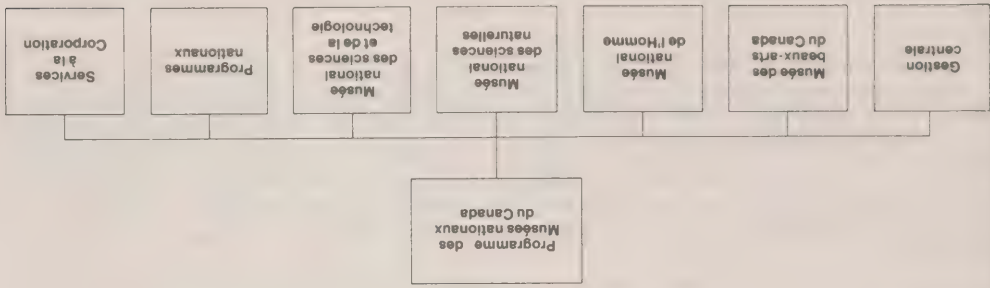 Programme des
Musées nationaux
du Canada
Gestion
centrale
Musée des
beaux-arts
du Canada
Musée
national
de l'Homme
Musée
national
des sciences
naturelles
Musée
national
des sciences
et de la
technologie
Programmes
nationaux
Services
à la
Corporation